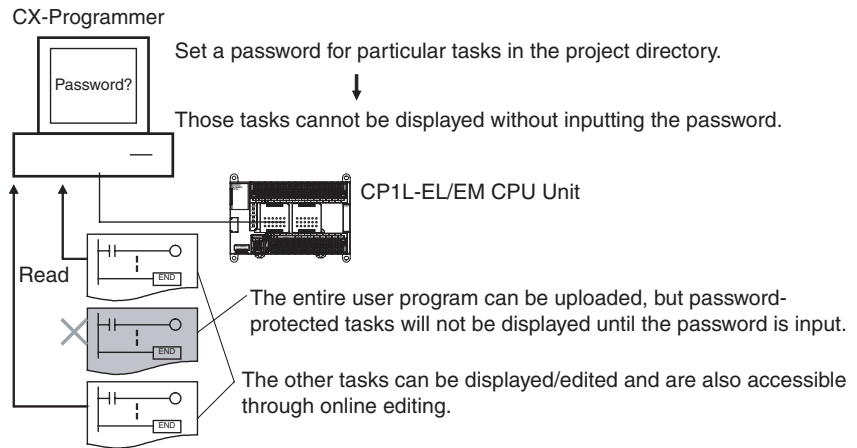 CX-Programmer
Set a password for particular tasks in the project directory.
Password?
Those tasks cannot be displayed without inputting the password.
CP1L-EL/EM CPU Unit
Read
END
The entire user program can be uploaded, but password-
protected tasks will not be displayed until the password is input.
END
The other tasks can be displayed/edited and are also accessible
through online editing.
END